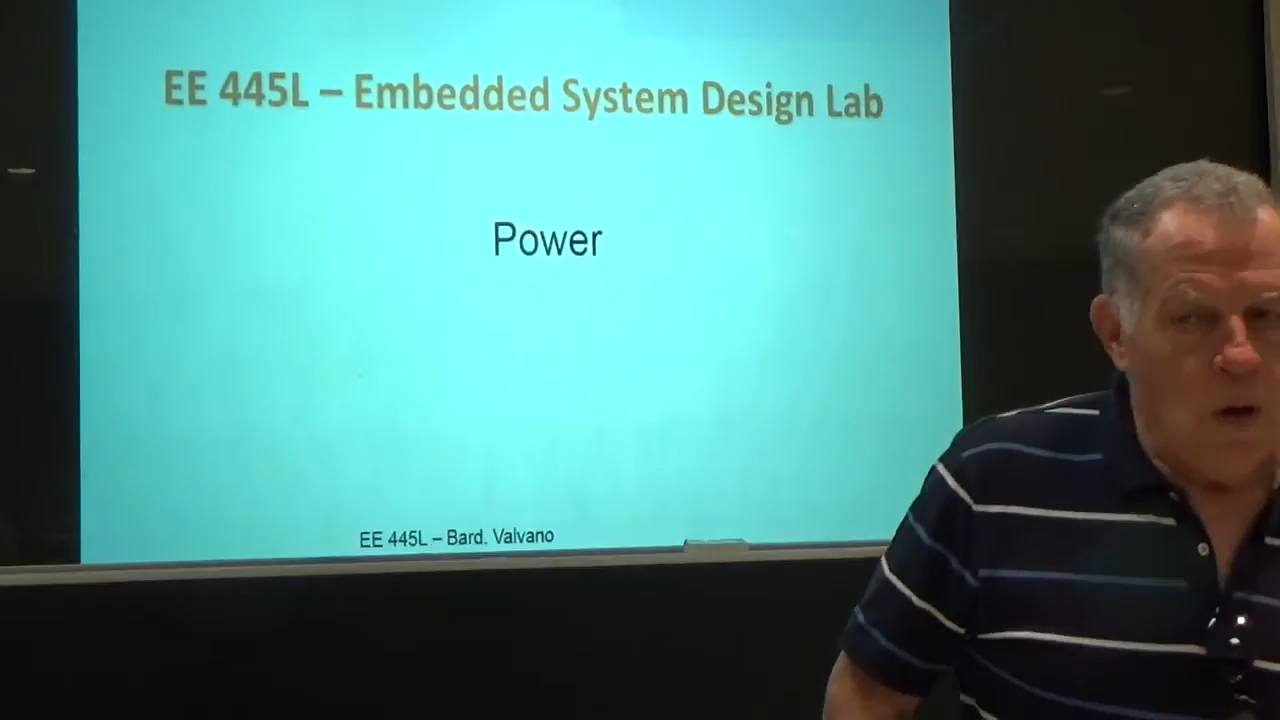 EE 445L – Embedded System Design Lab
Power
EE 445L – Bard, Valvano